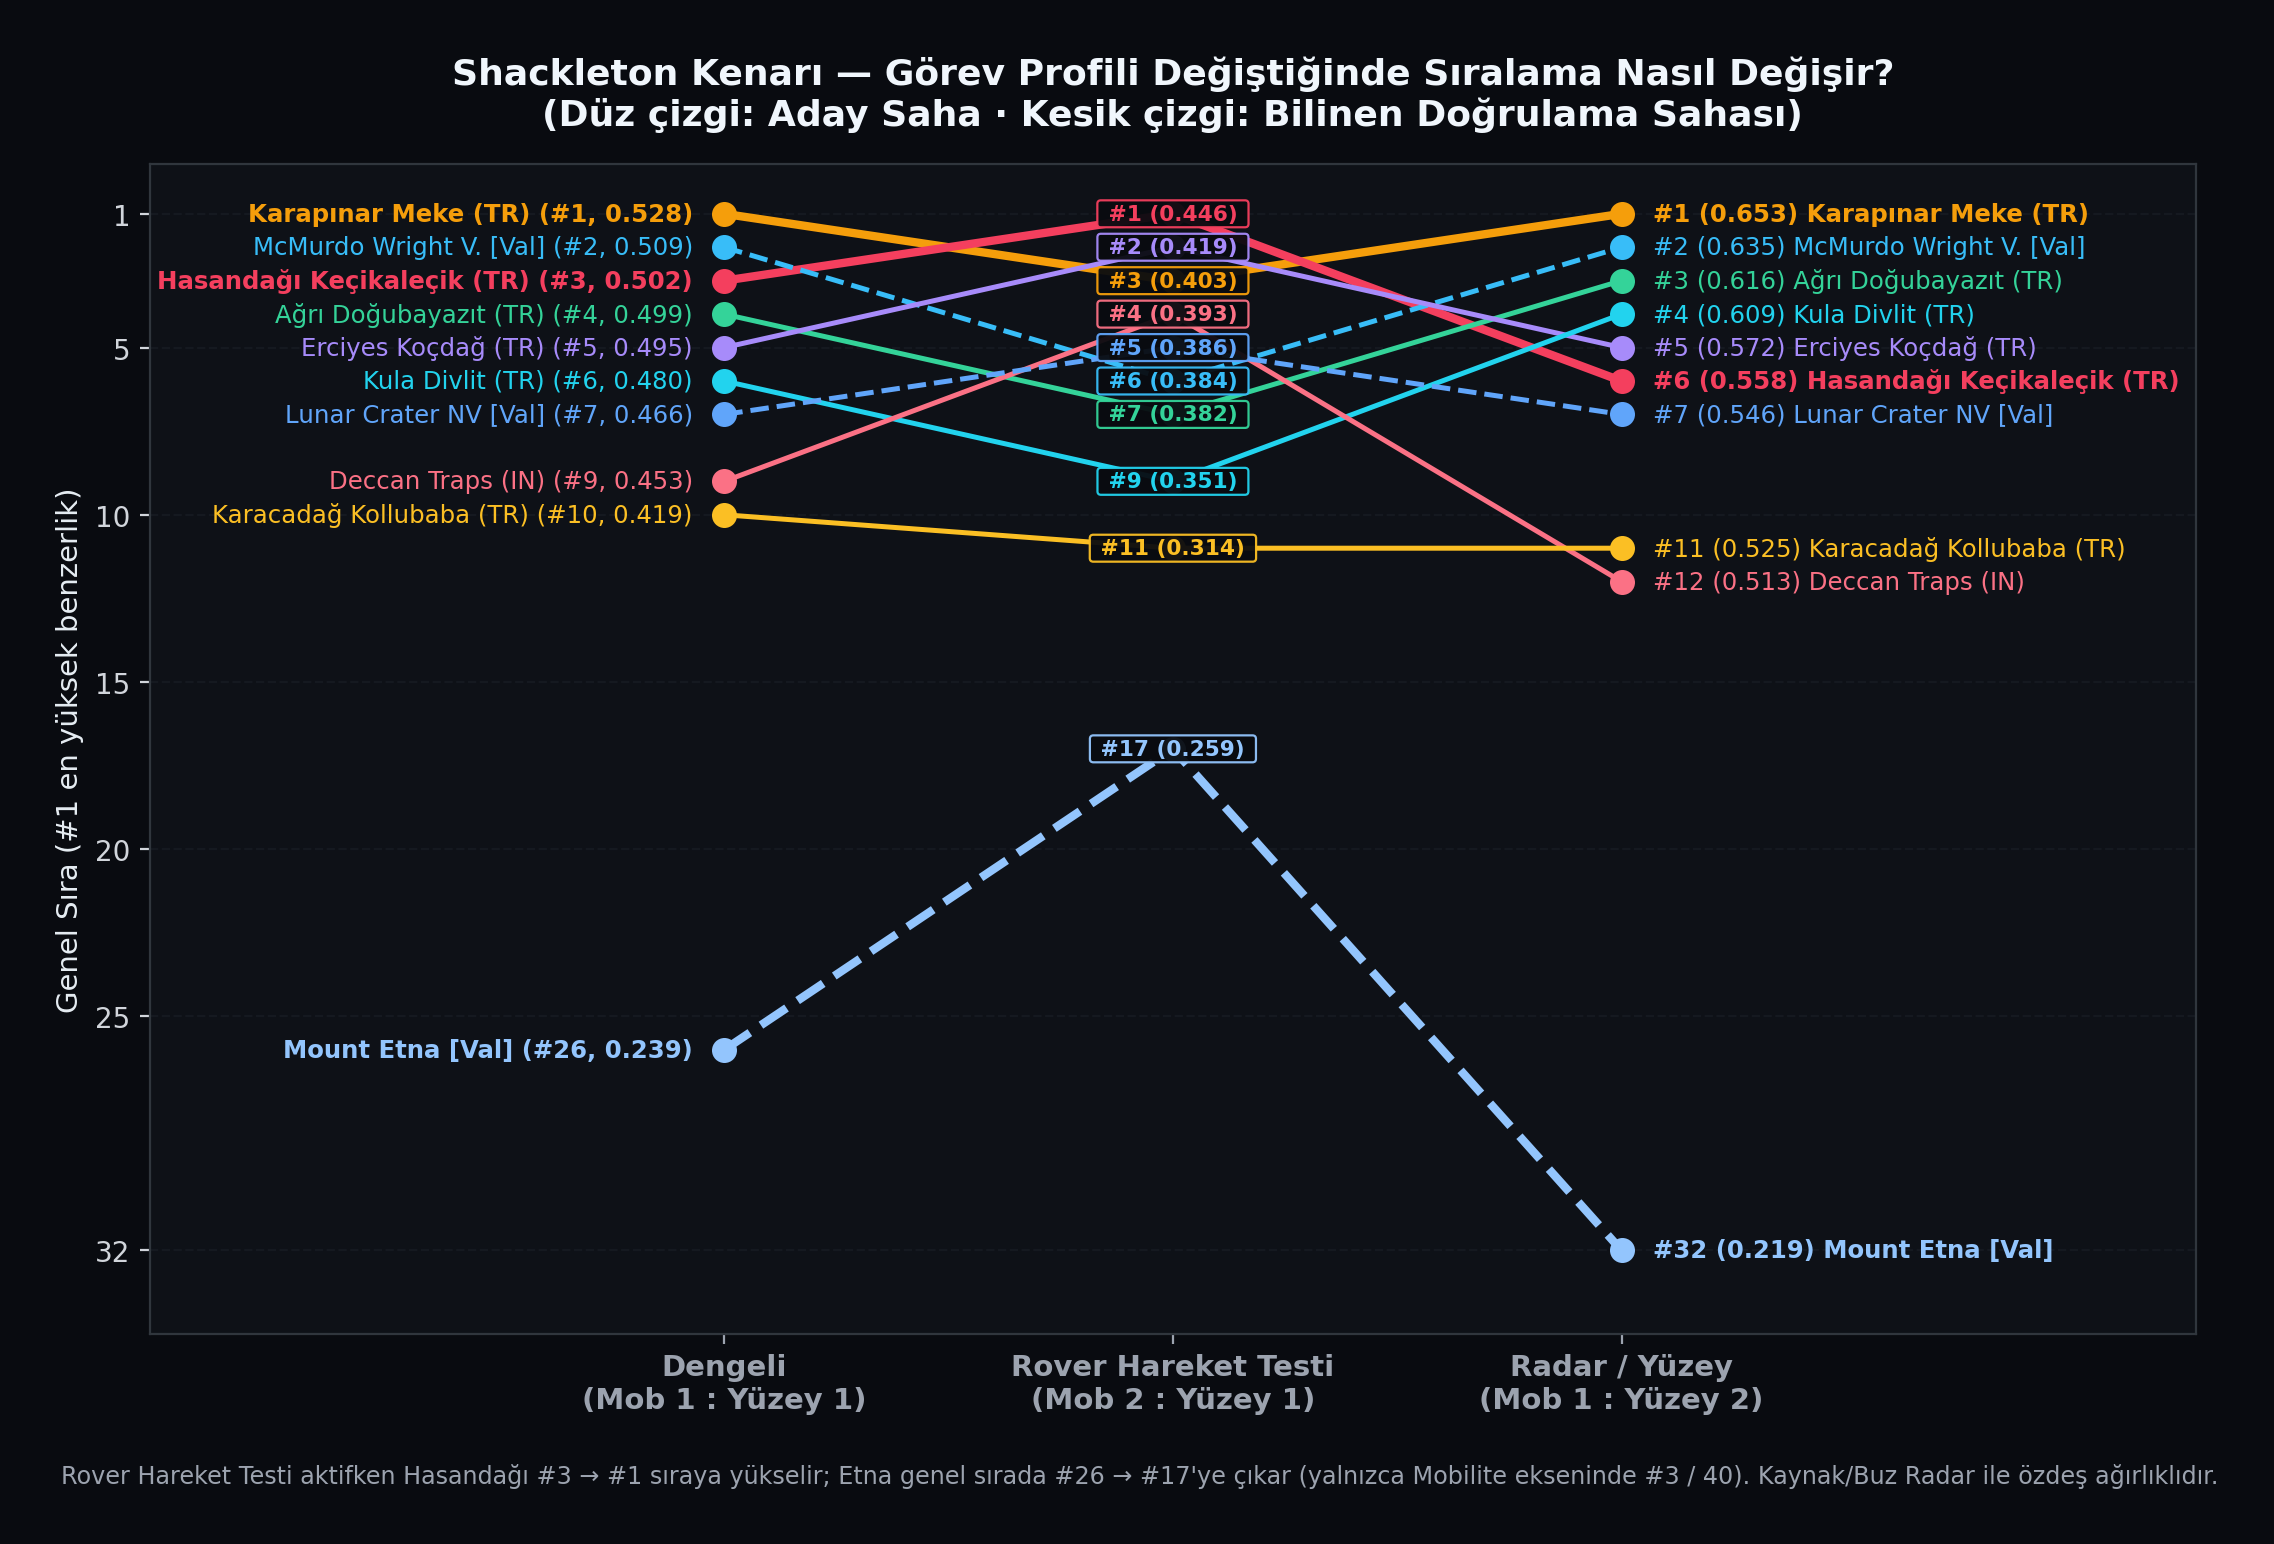 Shackleton Kenarı — Görev Profili Değiştiğinde Sıralama Nasıl Değişir?
(Düz çizgi: Aday Saha · Kesik çizgi: Bilinen Doğrulama Sahası)
Genel Sıra (#1 en yüksek benzerlik)
1
5
10
15
20
25
32
Karapınar Meke (TR) (#1, 0.528)
McMurdo Wright V. [Val] (#2, 0.509)
Hasandağı Keçikaleçik (TR) (#3, 0.502)
Ağrı Doğubayazıt (TR) (#4, 0.499)
Erciyes Koçdağ (TR) (#5, 0.495)
Kula Divlit (TR) (#6, 0.480)
Lunar Crater NV [Val] (#7, 0.466)
Deccan Traps (IN) (#9, 0.453)
Karacadağ Kollubaba (TR) (#10, 0.419)
Mount Etna [Val] (#26, 0.239)
#1 (0.446)
#2 (0.419)
#3 (0.403)
#4 (0.393)
#5 (0.386)
#6 (0.384)
#7 (0.382)
#9 (0.351)
#11 (0.314)
#17 (0.259)
#1 (0.653) Karapınar Meke (TR)
#2 (0.635) McMurdo Wright V. [Val]
#3 (0.616) Ağrı Doğubayazıt (TR)
#4 (0.609) Kula Divlit (TR)
#5 (0.572) Erciyes Koçdağ (TR)
#6 (0.558) Hasandağı Keçikaleçik (TR)
#7 (0.546) Lunar Crater NV [Val]
#11 (0.525) Karacadağ Kollubaba (TR)
#12 (0.513) Deccan Traps (IN)
#32 (0.219) Mount Etna [Val]
Dengeli
(Mob 1 : Yüzey 1)
Rover Hareket Testi
(Mob 2 : Yüzey 1)
Radar / Yüzey
(Mob 1 : Yüzey 2)
Rover Hareket Testi aktifken Hasandağı #3 → #1 sıraya yükselir; Etna genel sırada #26 → #17'ye çıkar (yalnızca Mobilite ekseninde #3 / 40). Kaynak/Buz Radar ile özdeş ağırlıklıdır.